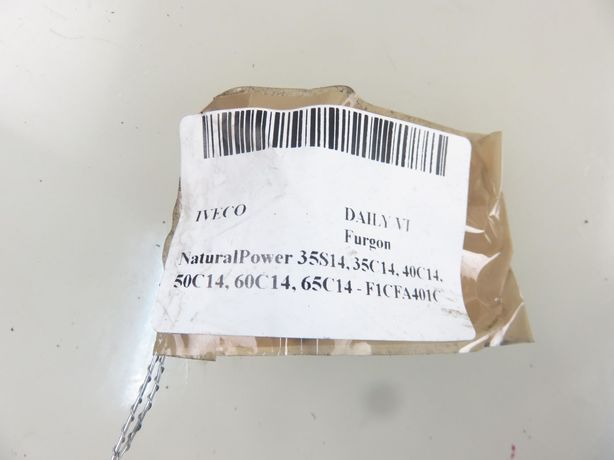 IVECO DAILY VI
Furgon
NaturalPower 35S14, 35C14, 40C14,
50C14, 60C14, 65C14 - F1CFA401C